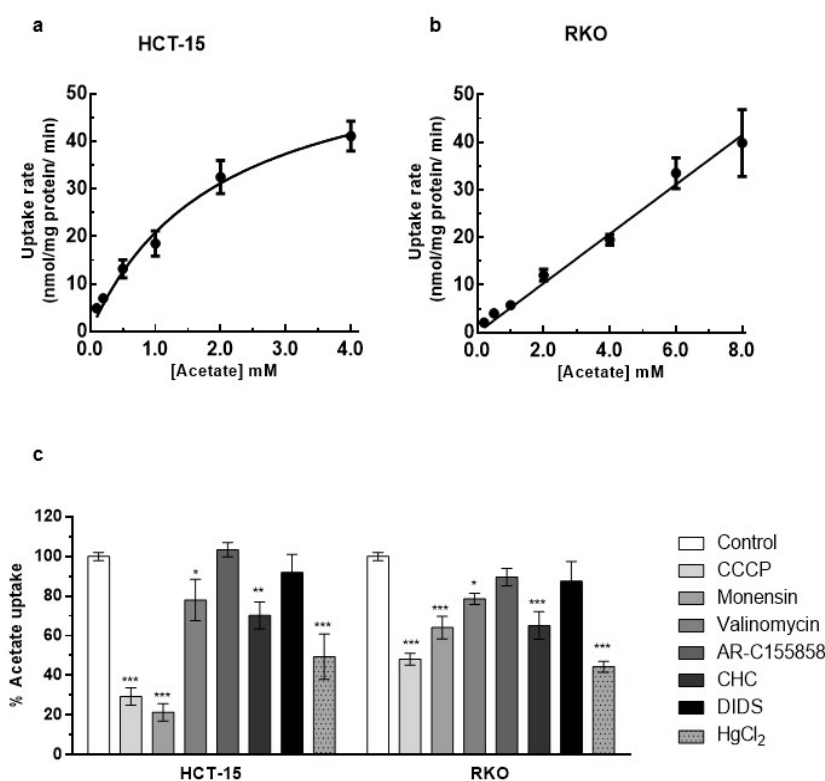 a
HCT-15
Uptake rate
(nmol/mg protein/ min)
50
40
30
20
10
0
0.0 1.0 2.0 3.0 4.0
[Acetate] mM
b
RKO
Uptake rate
(nmol/mg protein/ min)
50
40
30
20
10
0
0.0 2.0 4.0 6.0 8.0
[Acetate] mM
c
% Acetate uptake
120
100
80
60
40
20
0
*** *** * ** ***
*** *** * *** ***
HCT-15 RKO
Control
CCCP
Monensin
Valinomycin
AR-C155858
CHC
DIDS
HgCl₂